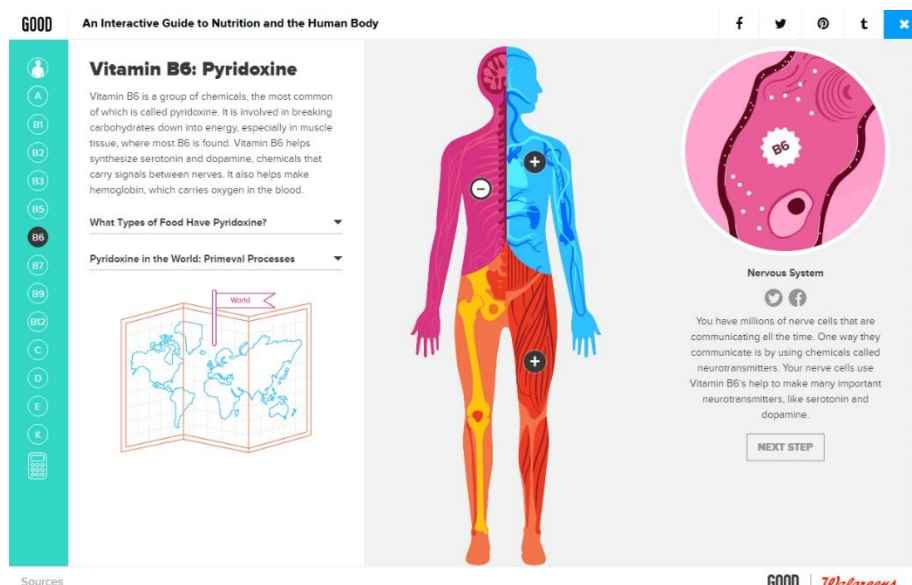 GOOD
An Interactive Guide to Nutrition and the Human Body
f
t
×
A
B1
B2
B3
B5
B6
B7
B9
B12
C
D
E
K
Vitamin B6: Pyridoxine
Vitamin B6 is a group of chemicals, the most common
of which is called pyridoxine. It is involved in breaking
carbohydrates down into energy, especially in muscle
tissue, where most B6 is found. Vitamin B6 helps
synthesize serotonin and dopamine, chemicals that
carry signals between nerves. It also helps make
hemoglobin, which carries oxygen in the blood.
What Types of Food Have Pyridoxine?
Pyridoxine in the World: Primeval Processes
World
B6
Nervous System
You have millions of nerve cells that are
communicating all the time. One way they
communicate is by using chemicals called
neurotransmitters. Your nerve cells use
Vitamin B6's help to make many important
neurotransmitters, like serotonin and
dopamine.
NEXT STEP
Sources
GOOD | Walgreens